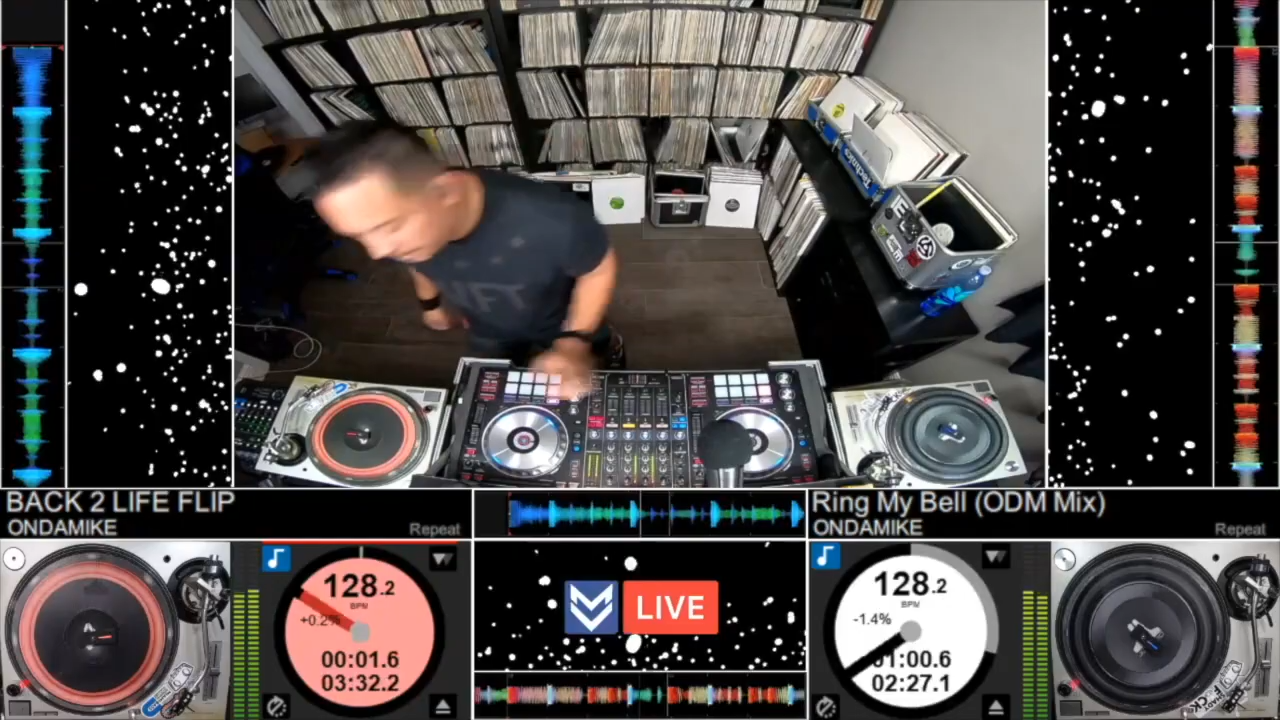 Technics
BACK 2 LIFE FLIP
ONDAMIKE
Repeat
Ring My Bell (ODM Mix)
ONDAMIKE
Repeat
128.2
BPM
+0.2%
00:01.6
03:32.2
LIVE
128.2
BPM
-1.4%
01:00.6
02:27.1